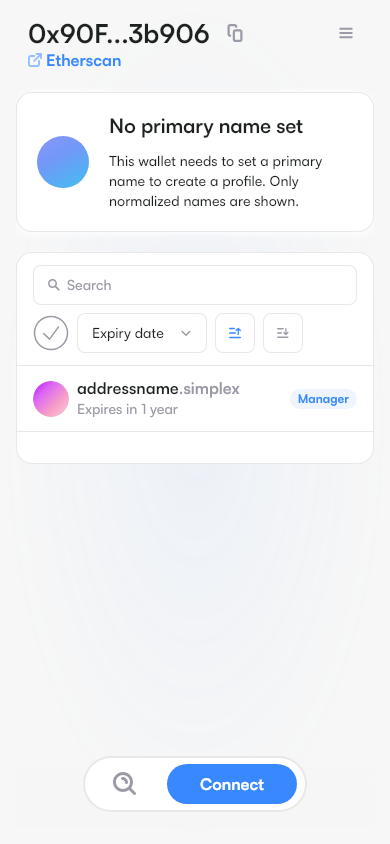 0x90F...3b906
Etherscan
No primary name set
This wallet needs to set a primary
name to create a profile. Only
normalized names are shown.
Search
Expiry date
addressname.simplex
Manager
Expires in 1 year
Connect